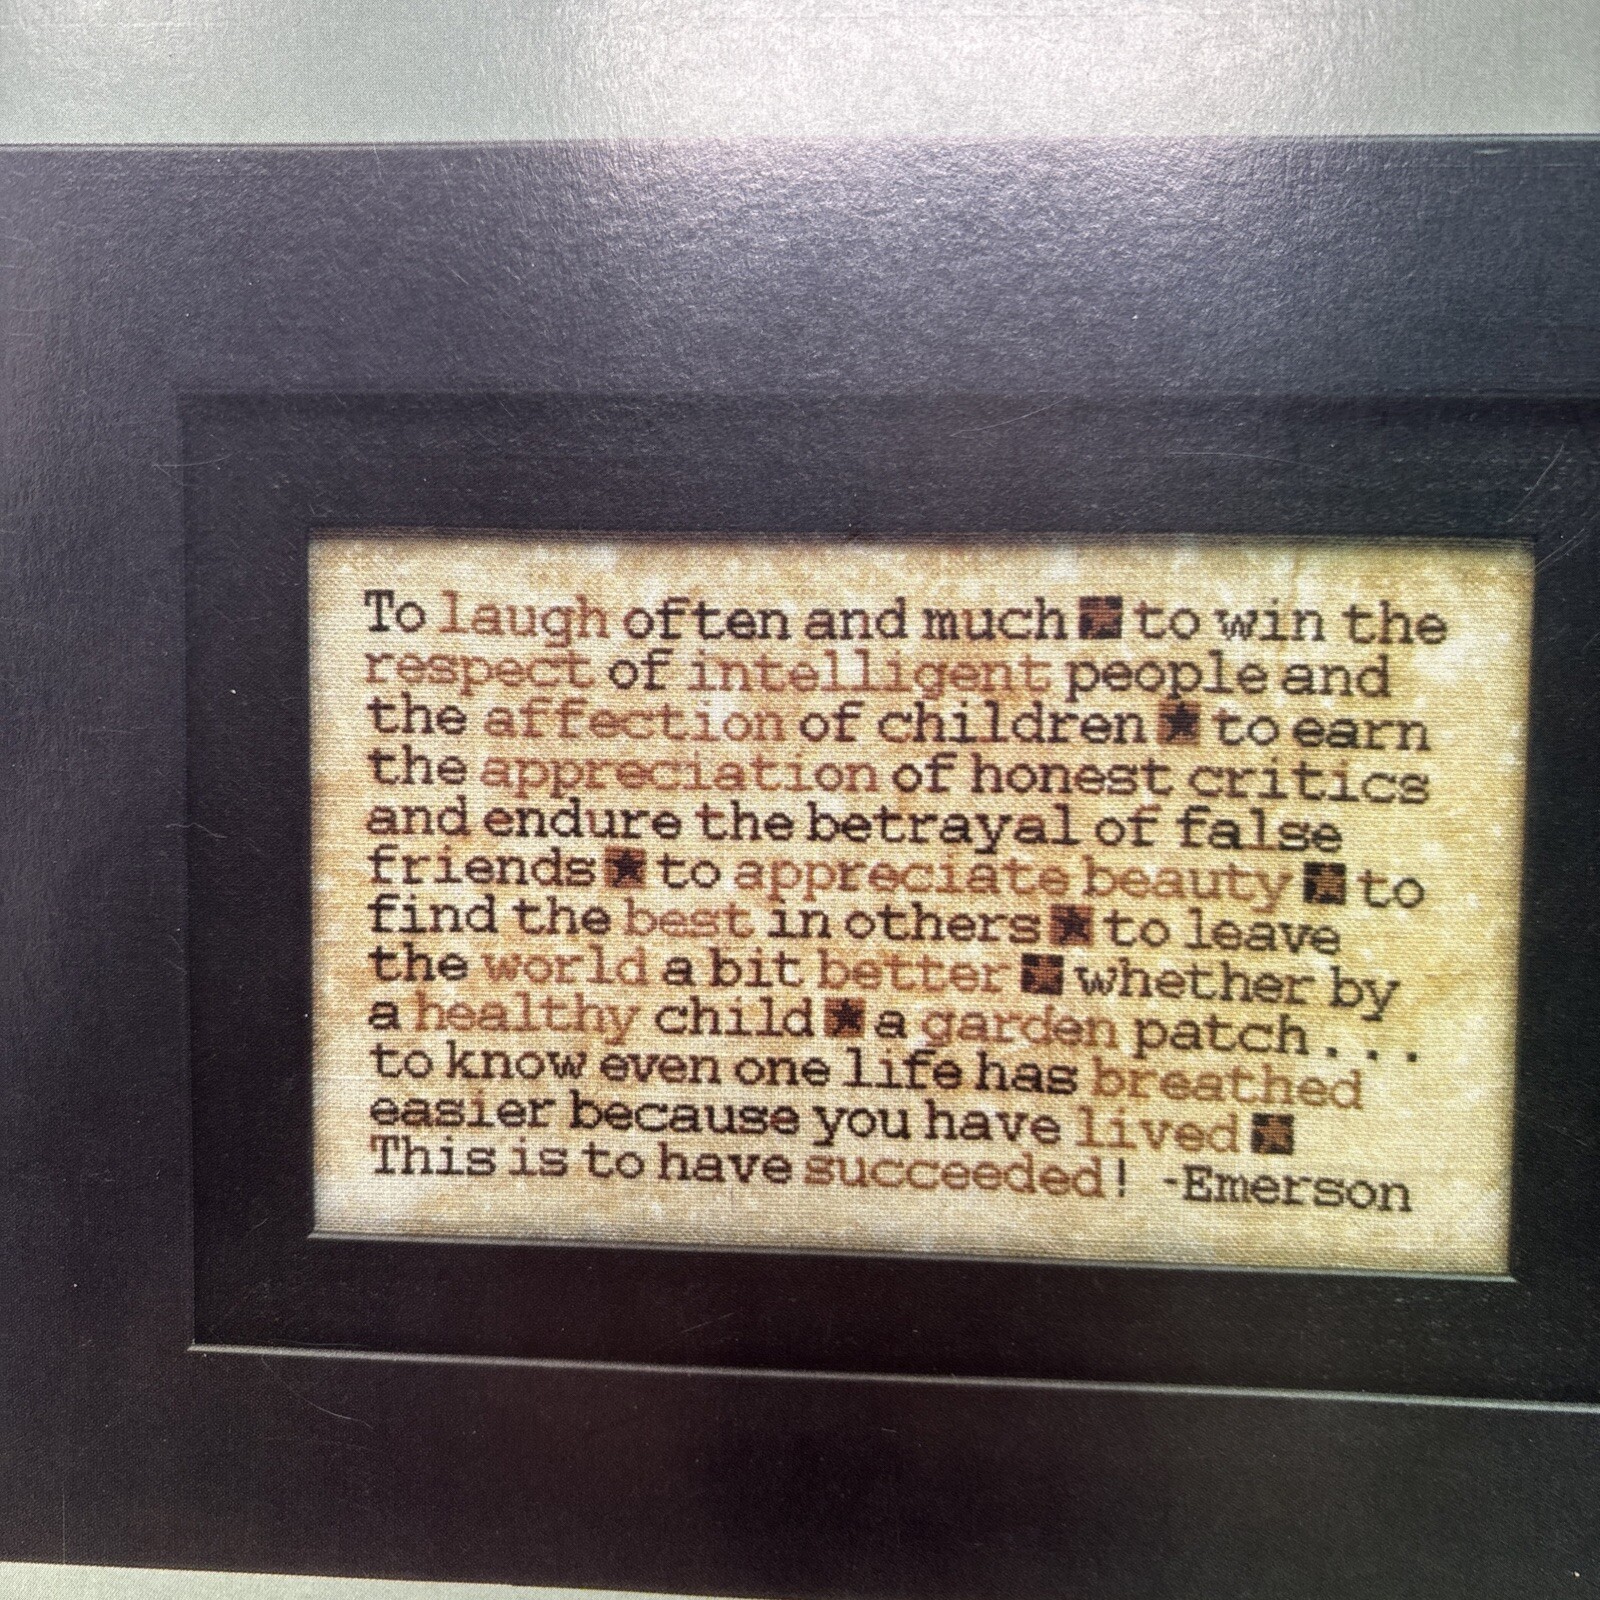 To laugh often and much to win the
respect of intelligent people and
the affection of children ★ to earn
the appreciation of honest critics
and endure the betrayal of false
friends ★ to appreciate beauty ★ to
find the best in others ★ to leave
the world a bit better ★ whether by
a healthy child ★ a garden patch...
to know even one life has breathed
easier because you have lived ★
This is to have succeeded! -Emerson